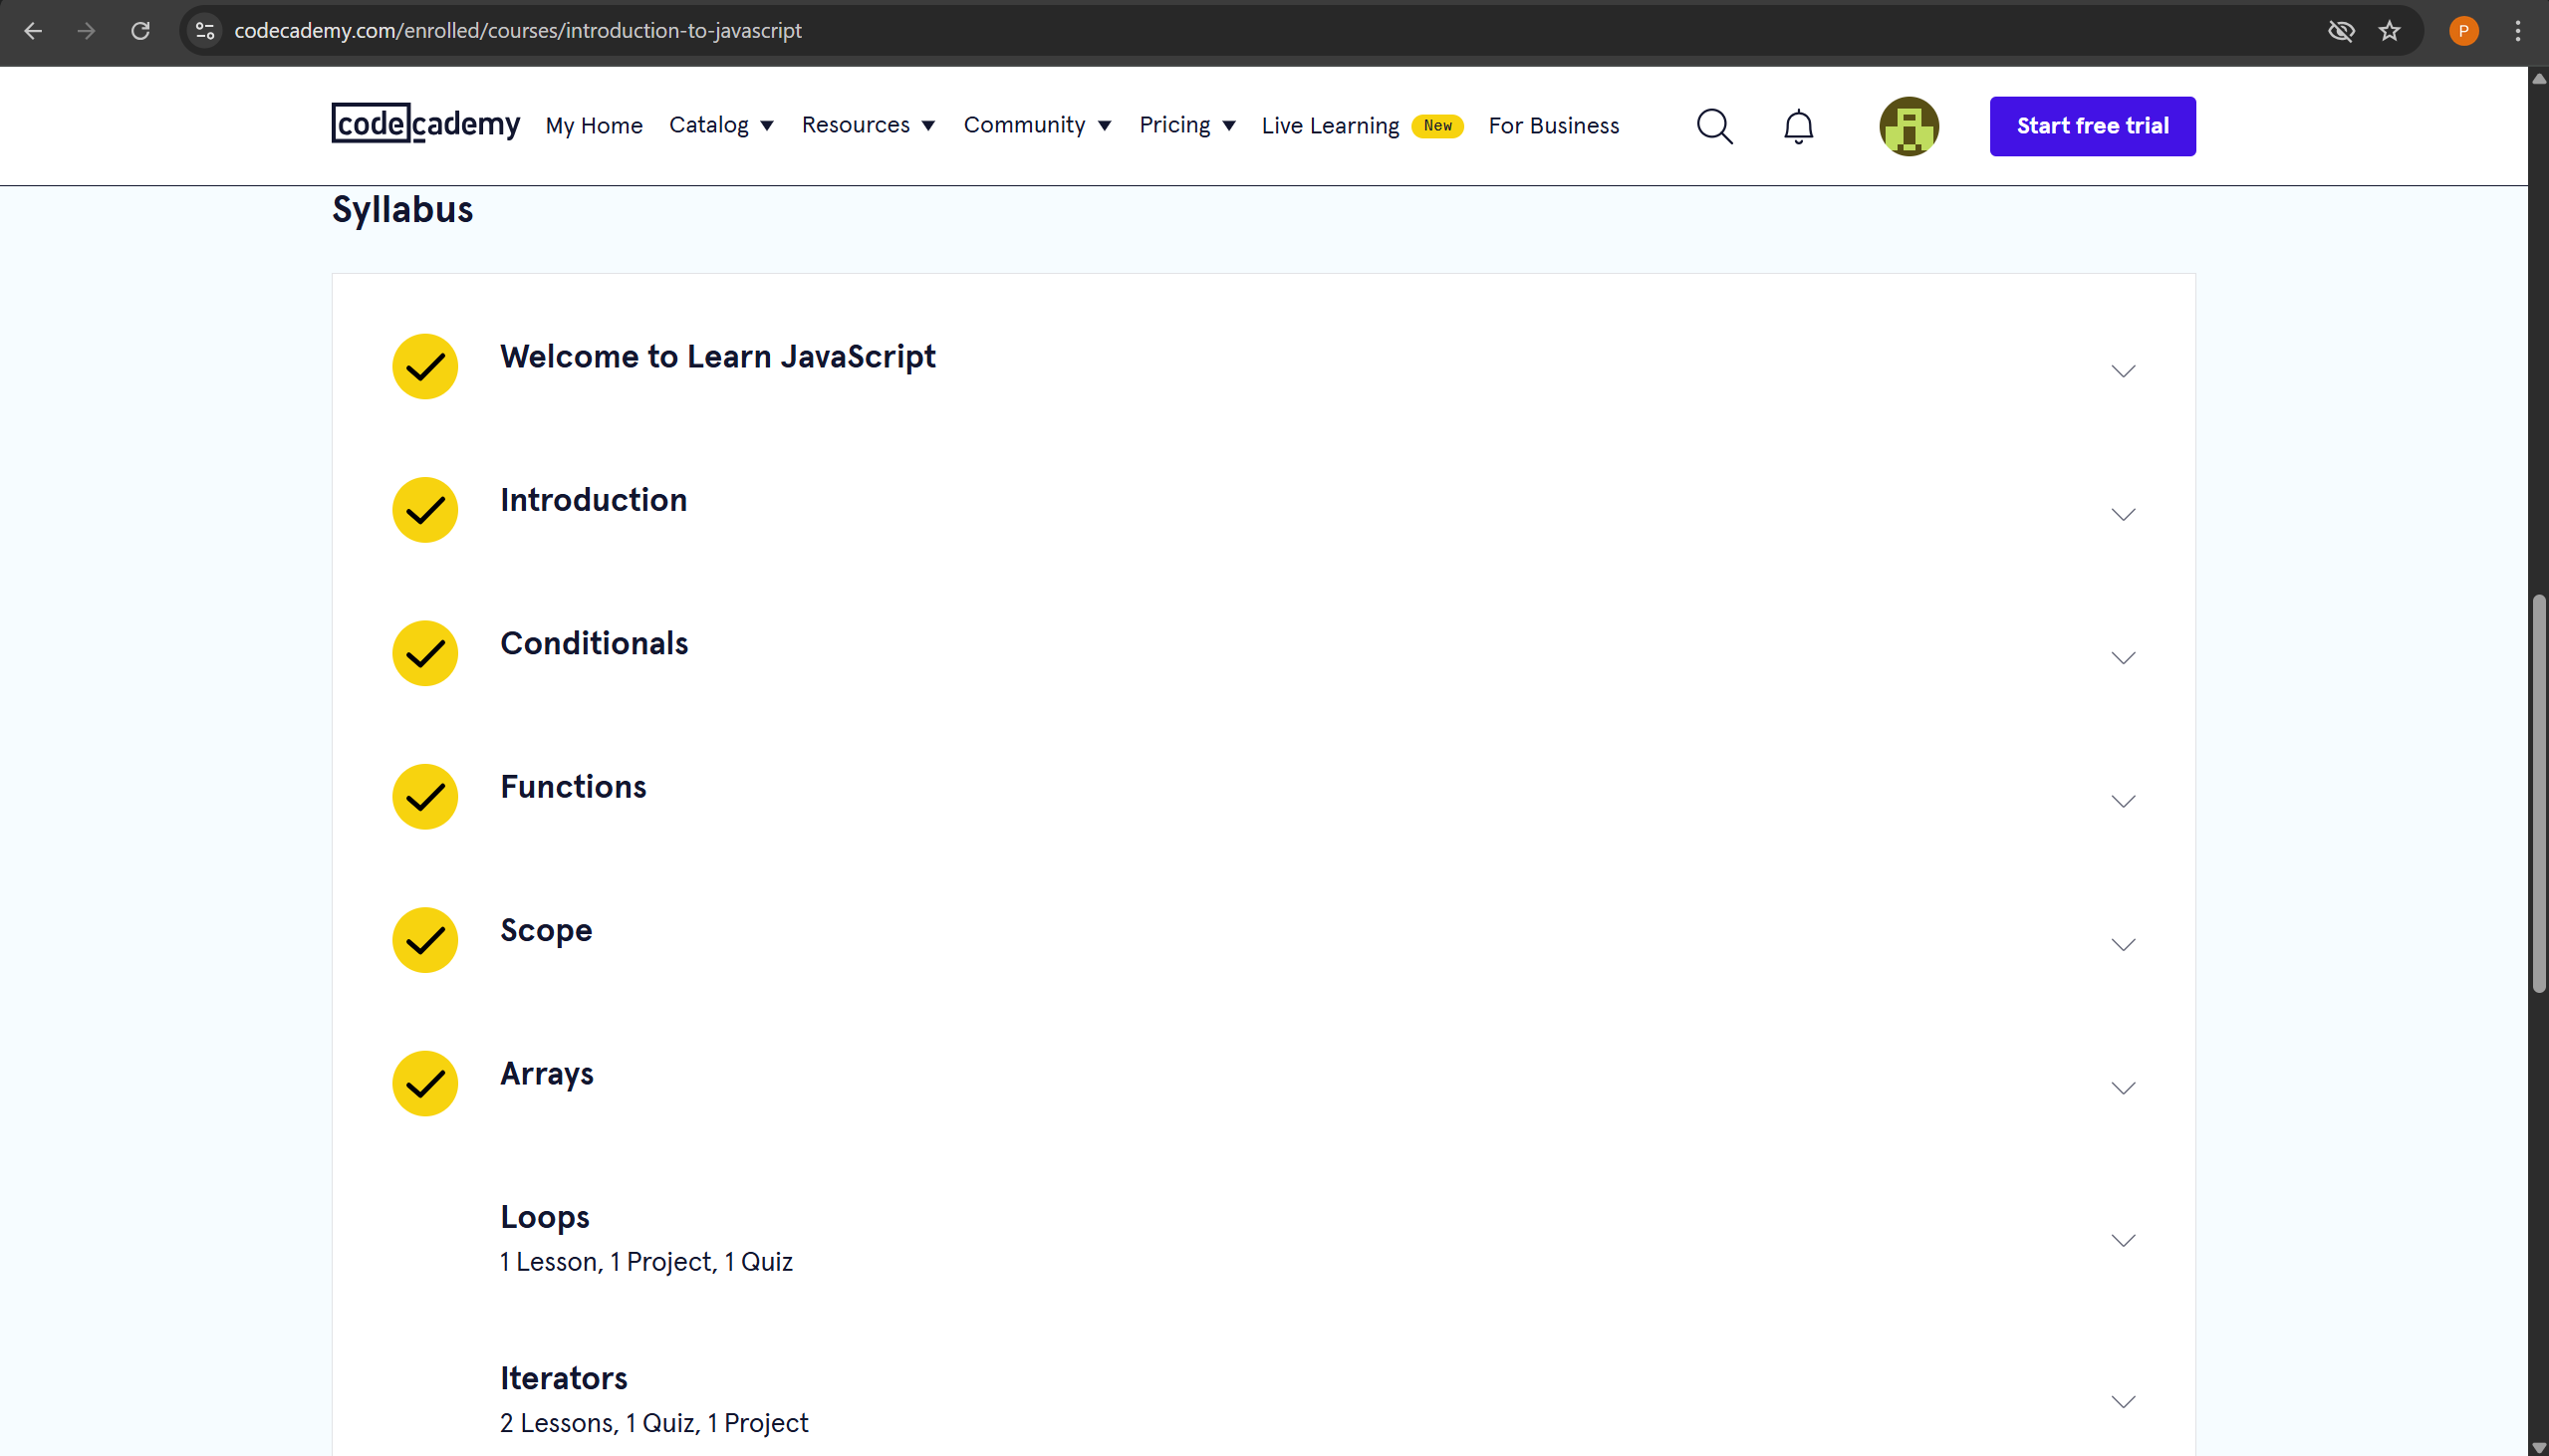 codecademy.com/enrolled/courses/introduction-to-javascript
P
codecademy My Home Catalog Resources Community Pricing Live Learning New For Business Start free trial
Syllabus
Welcome to Learn JavaScript
Introduction
Conditionals
Functions
Scope
Arrays
Loops
1 Lesson, 1 Project, 1 Quiz
Iterators
2 Lessons, 1 Quiz, 1 Project